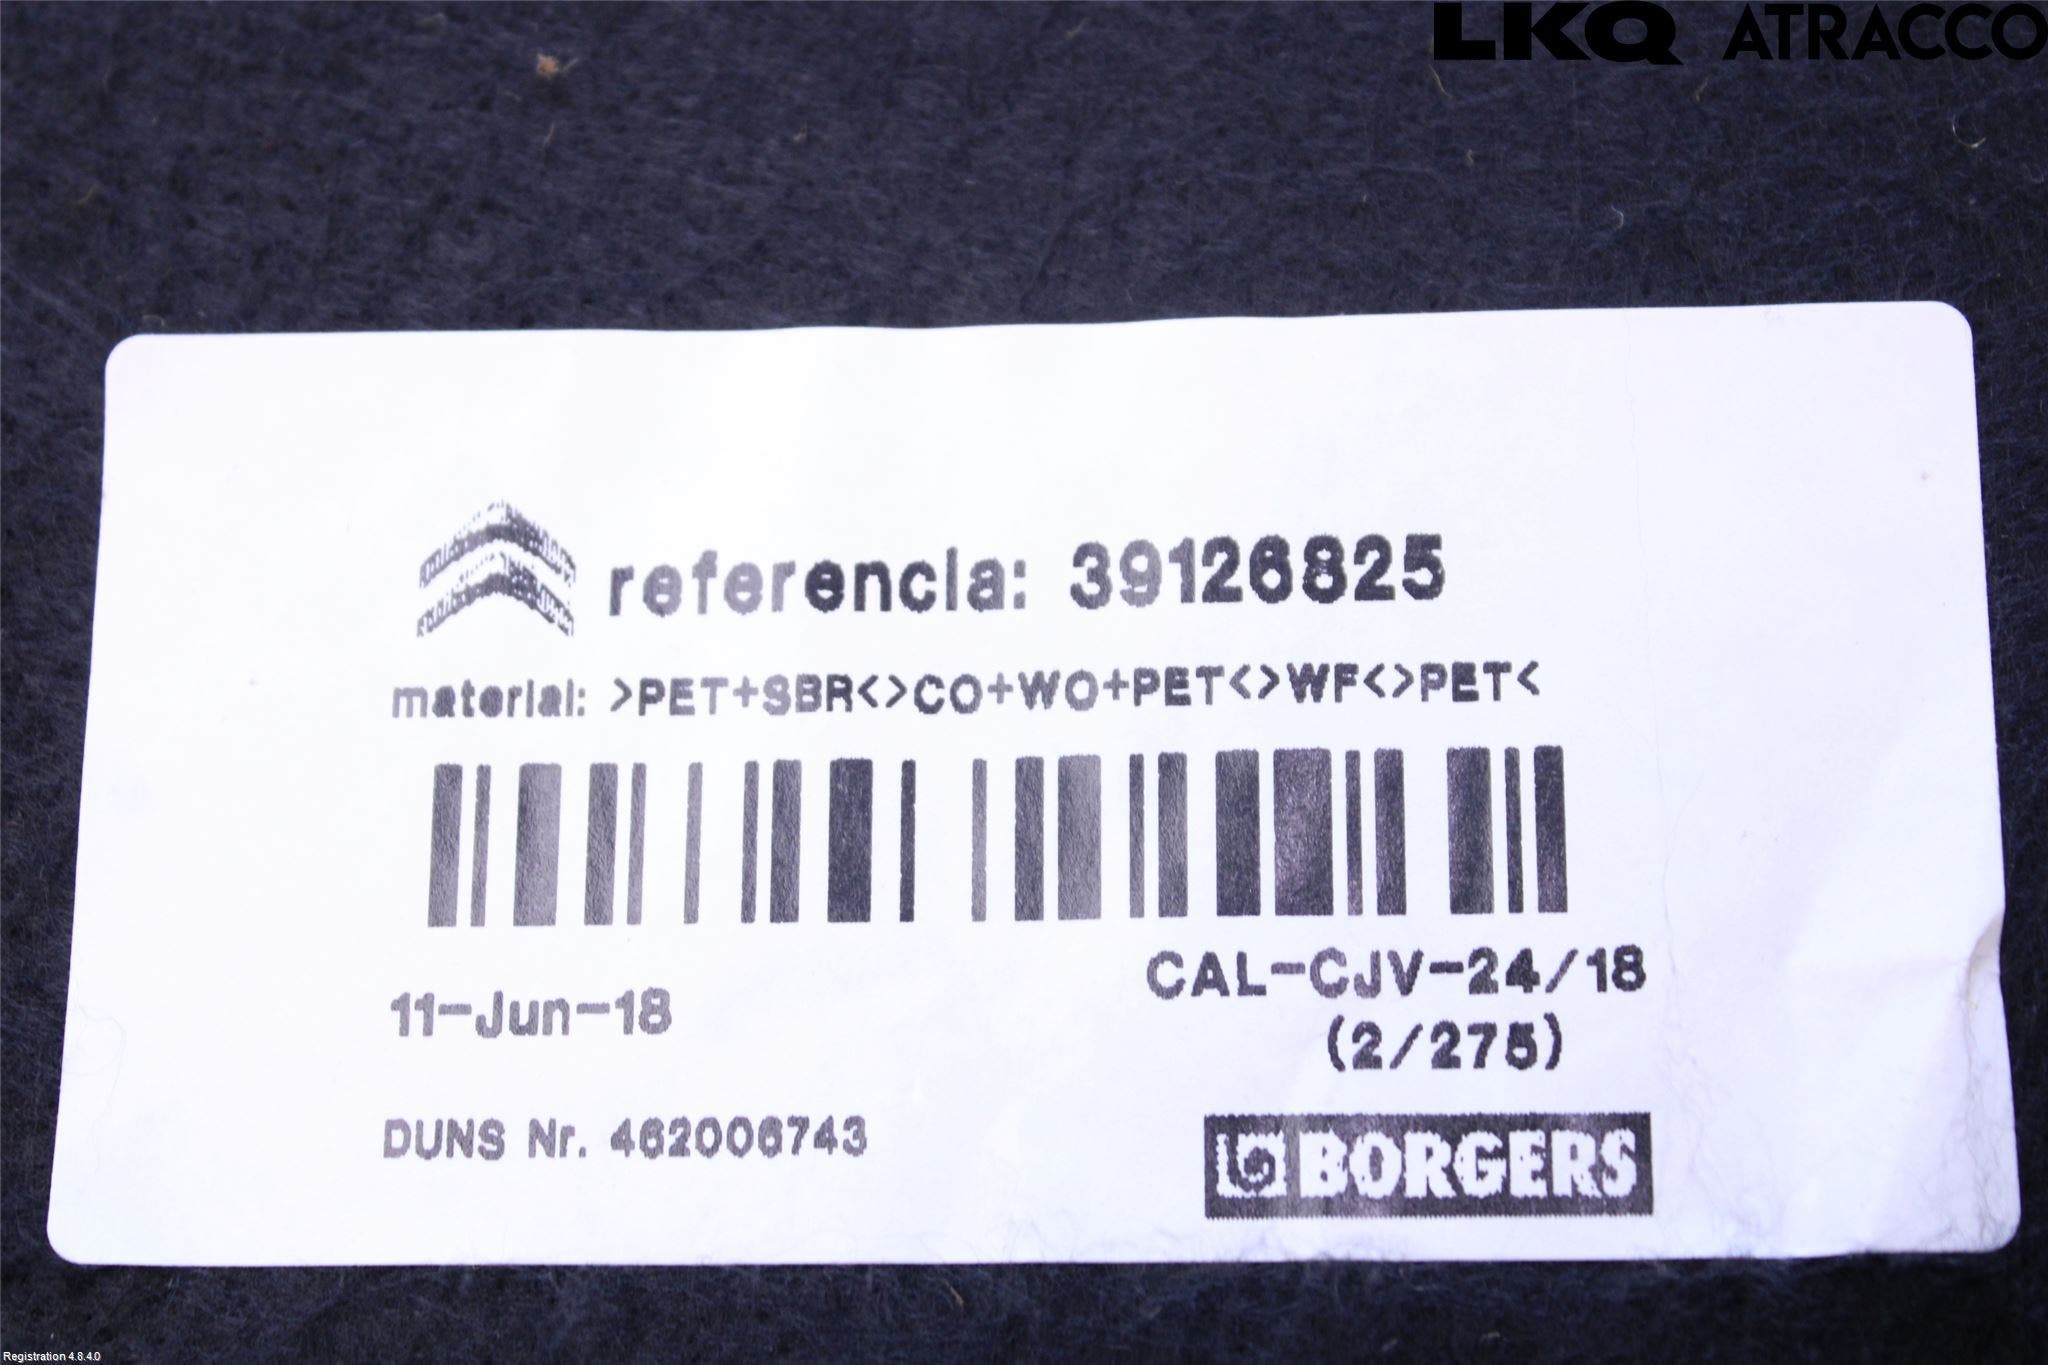 LKQ ATRACCO
referencia: 39126825
material: >PET+SBR<>CO+WO+PET<>WF<>PET<
CAL-CJV-24/18
11-Jun-18
(2/275)
DUNS Nr. 462006743
BORGERS
Registration 4.8.4.0